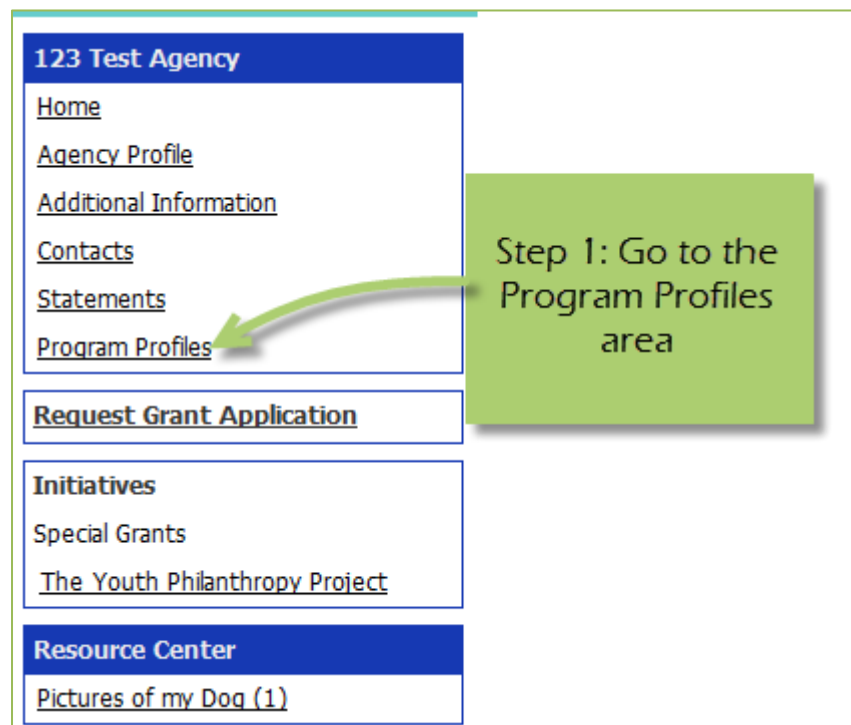 123 Test Agency
Home
Agency Profile
Additional Information
Contacts
Statements
Program Profiles
Step 1: Go to the
Program Profiles
area
Request Grant Application
Initiatives
Special Grants
The Youth Philanthropy Project
Resource Center
Pictures of my Dog (1)